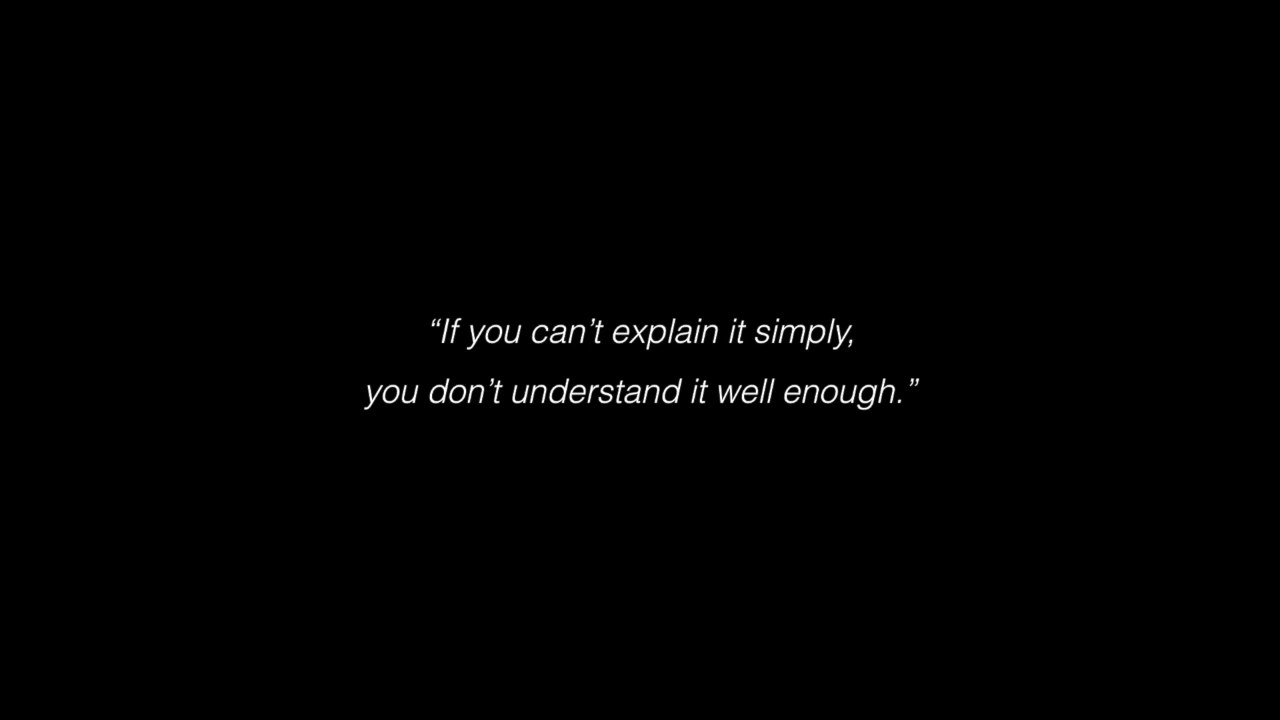 “If you can’t explain it simply,
you don’t understand it well enough.”